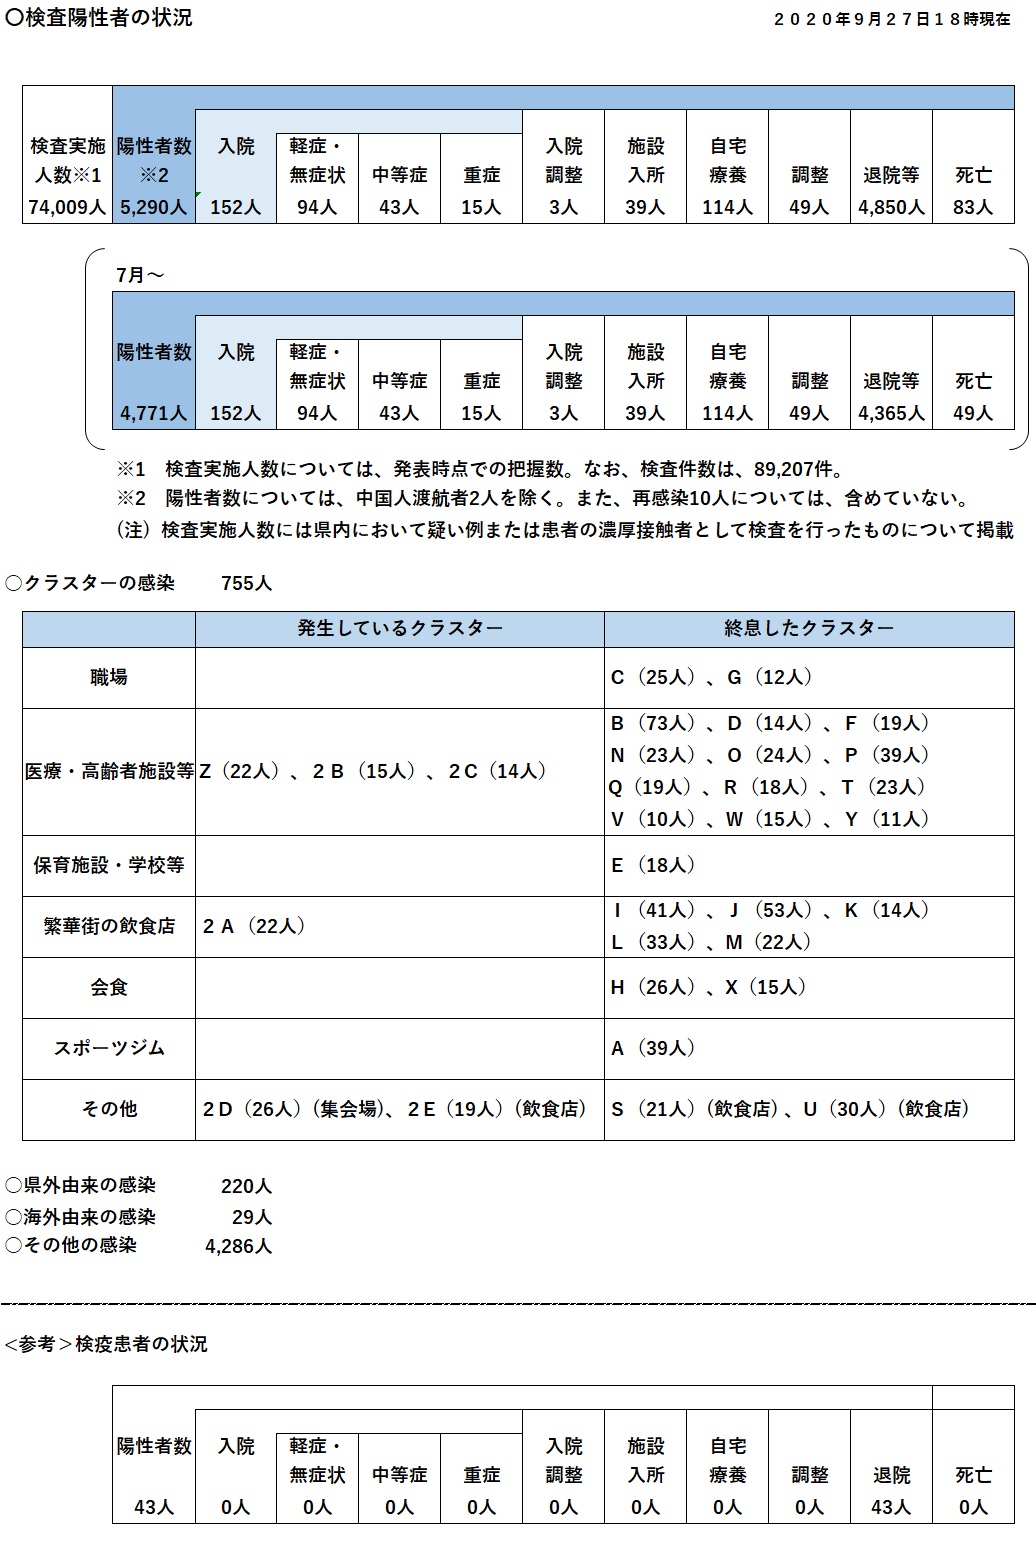 〇検査陽性者の状況
２０２０年９月２７日１８時現在
検査実施人数※1 陽性者数※2 入院 軽症・無症状 中等症 重症 入院調整 施設入所 自宅療養 調整 退院等 死亡
74,009人 5,290人 152人 94人 43人 15人 3人 39人 114人 49人 4,850人 83人
7月～
陽性者数 入院 軽症・無症状 中等症 重症 入院調整 施設入所 自宅療養 調整 退院等 死亡
4,771人 152人 94人 43人 15人 3人 39人 114人 49人 4,365人 49人
※1　検査実施人数については、発表時点での把握数。なお、検査件数は、89,207件。
※2　陽性者数については、中国人渡航者2人を除く。また、再感染10人については、含めていない。
（注）検査実施人数には県内において疑い例または患者の濃厚接触者として検査を行ったものについて掲載
○クラスターの感染 755人
発生しているクラスター 終息したクラスター
職場 C（25人）、G（12人）
医療・高齢者施設等 Z（22人）、２B（15人）、２C（14人）
B（73人）、D（14人）、F（19人）
N（23人）、O（24人）、P（39人）
Q（19人）、R（18人）、T（23人）
V（10人）、W（15人）、Y（11人）
保育施設・学校等 E（18人）
繁華街の飲食店 ２A（22人）
I（41人）、J（53人）、K（14人）
L（33人）、M（22人）
会食 H（26人）、X（15人）
スポーツジム A（39人）
その他 ２D（26人）(集会場)、２E（19人）(飲食店) S（21人）(飲食店)、U（30人）(飲食店)
○県外由来の感染 220人
○海外由来の感染 29人
○その他の感染 4,286人
＜参考＞検疫患者の状況
陽性者数 入院 軽症・無症状 中等症 重症 入院調整 施設入所 自宅療養 調整 退院 死亡
43人 0人 0人 0人 0人 0人 0人 0人 0人 43人 0人